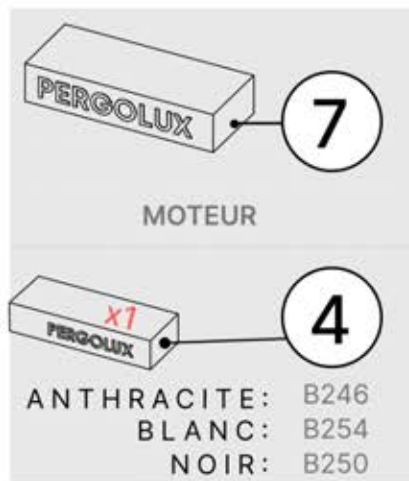 PERGOLUX
7
MOTEUR
x1
PERGOLUX
4
ANTHRACITE: B246
BLANC: B254
NOIR: B250